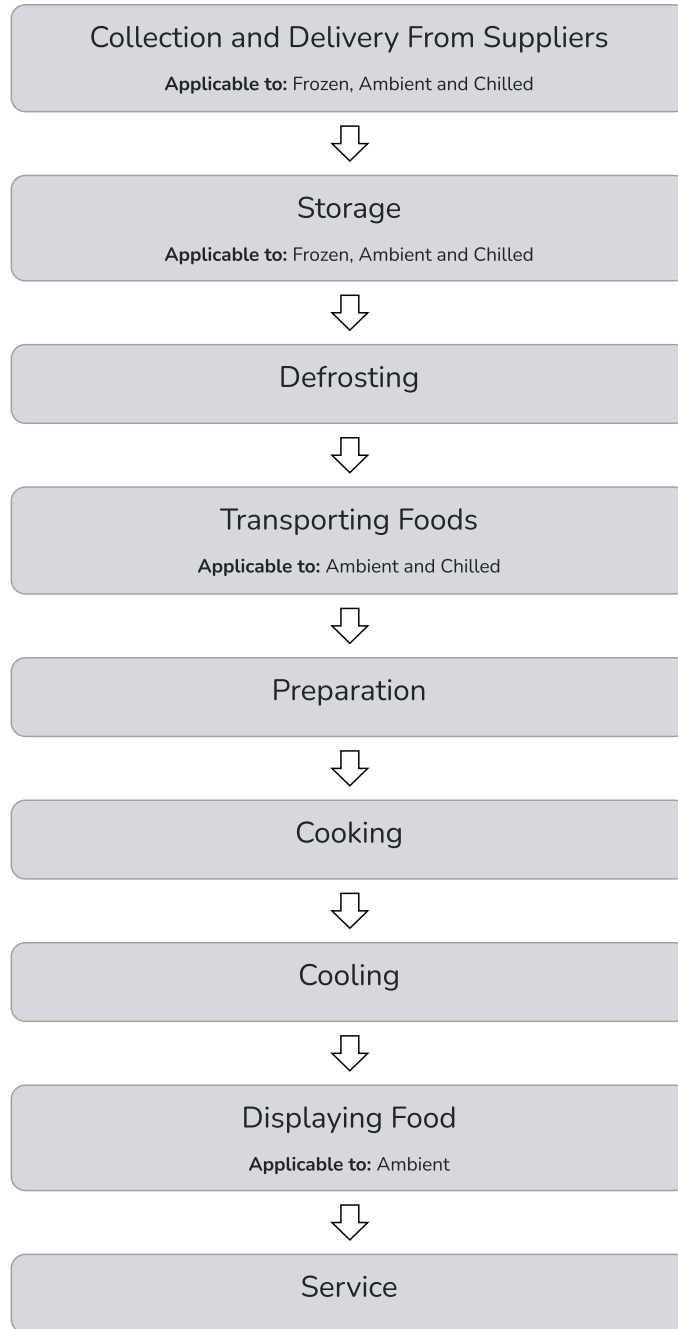 Collection and Delivery From Suppliers
Applicable to: Frozen, Ambient and Chilled
Storage
Applicable to: Frozen, Ambient and Chilled
Defrosting
Transporting Foods
Applicable to: Ambient and Chilled
Preparation
Cooking
Cooling
Displaying Food
Applicable to: Ambient
Service